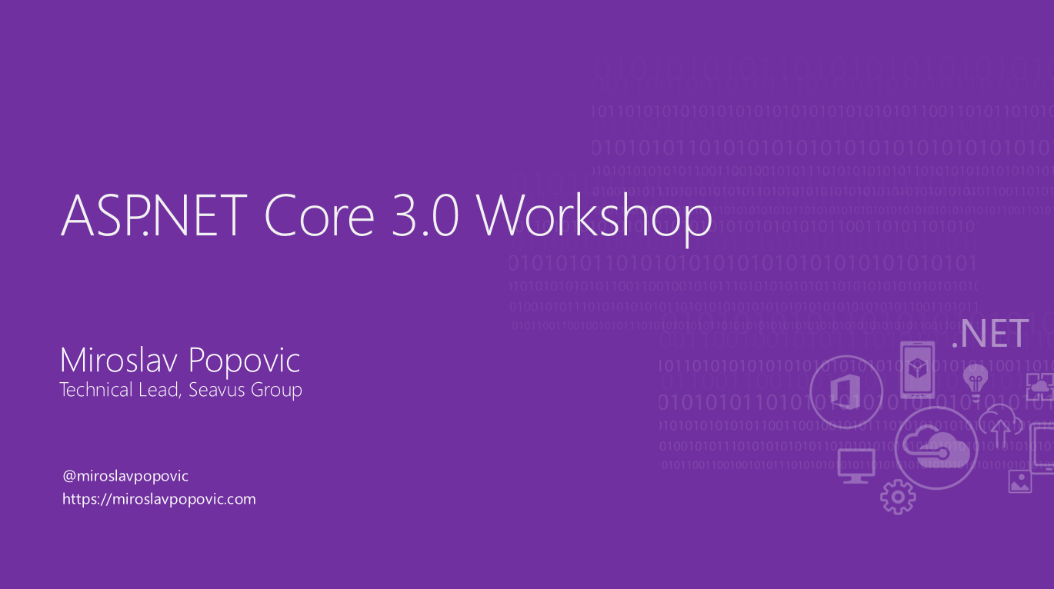 ASP.NET Core 3.0 Workshop
Miroslav Popovic
Technical Lead, Seavus Group
@miroslavpopovic
https://miroslavpopovic.com
.NET